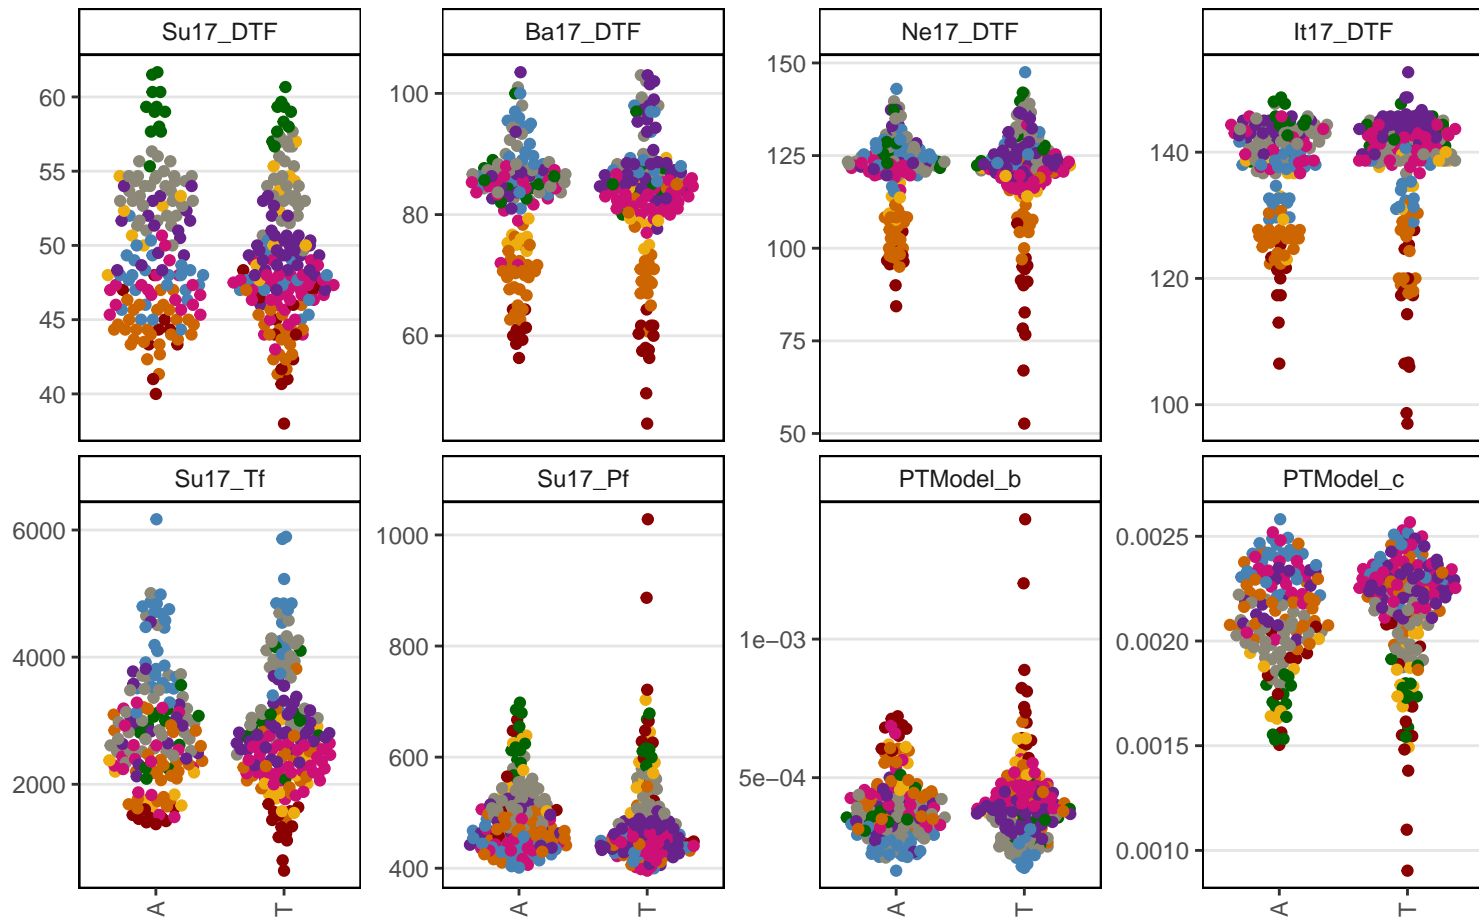 Su17_DTF
Ba17_DTF
Ne17_DTF
It17_DTF
60
55
50
45
40
100
80
60
150
125
100
75
50
140
120
100
Su17_Tf
Su17_Pf
PTModel_b
PTModel_c
6000
4000
2000
1000
800
600
400
1e−03
5e−04
0.0025
0.0020
0.0015
0.0010
A
T
A
T
A
T
A
T